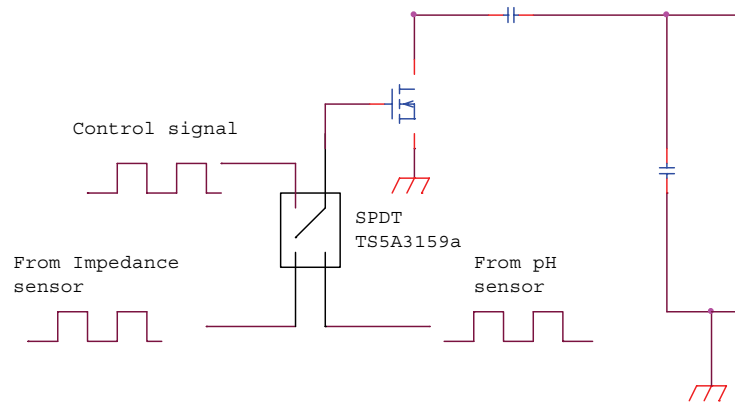 Control signal
SPDT
TS5A3159a
From Impedance
sensor
From pH
sensor